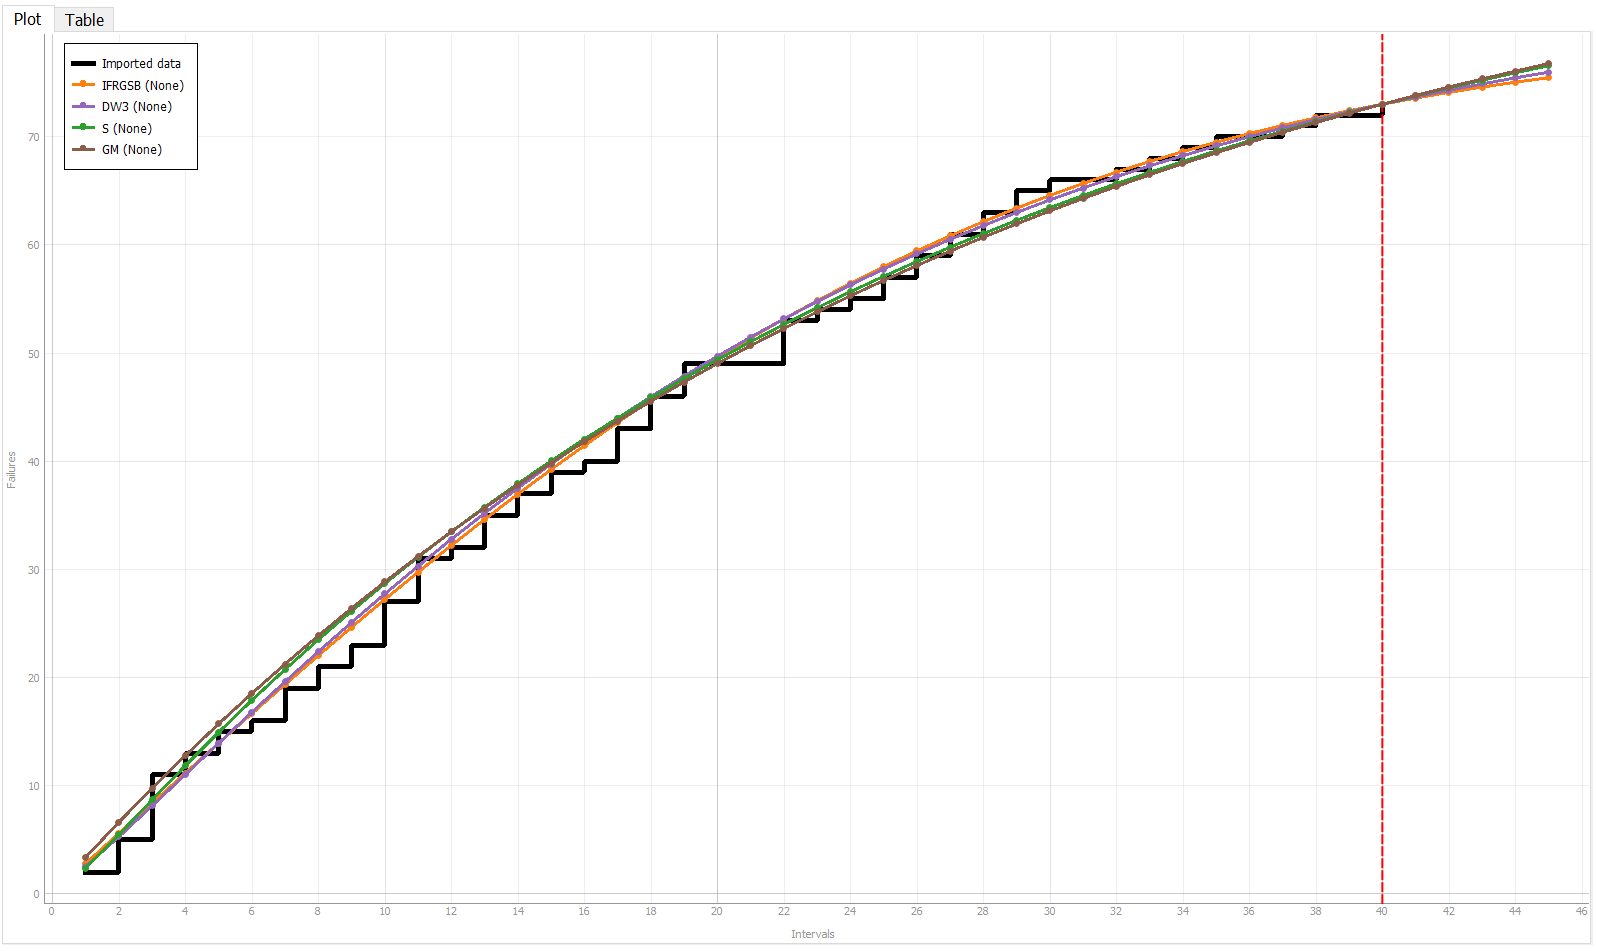 Plot Table
Imported data
IFRGSB (None)
DW3 (None)
S (None)
GM (None)
70
60
50
40
30
20
10
0
Failures
0 2 4 6 8 10 12 14 16 18 20 22 24 26 28 30 32 34 36 38 40 42 44 46
Intervals